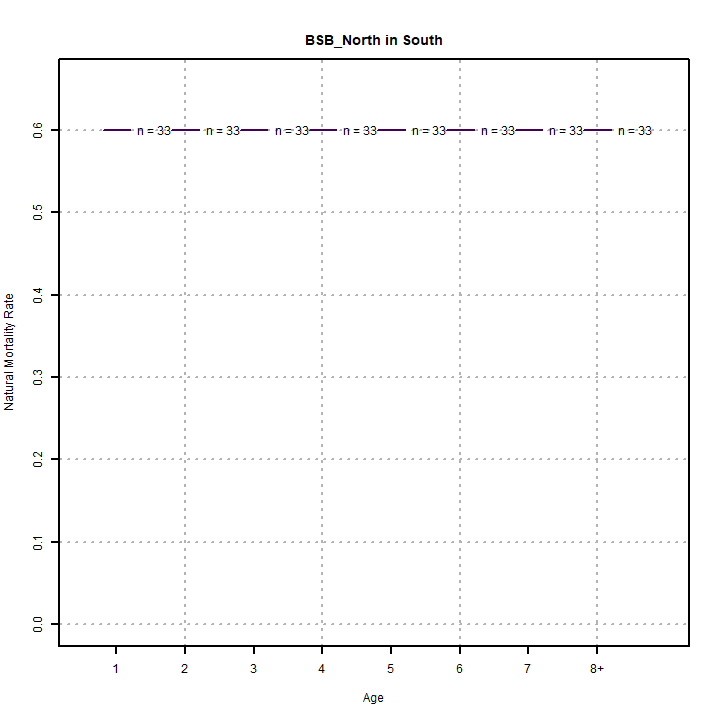 BSB_North in South
Natural Mortality Rate
0.6
0.5
0.4
0.3
0.2
0.1
0.0
n = 33 n = 33 n = 33 n = 33 n = 33 n = 33 n = 33 n = 33
1 2 3 4 5 6 7 8+
Age